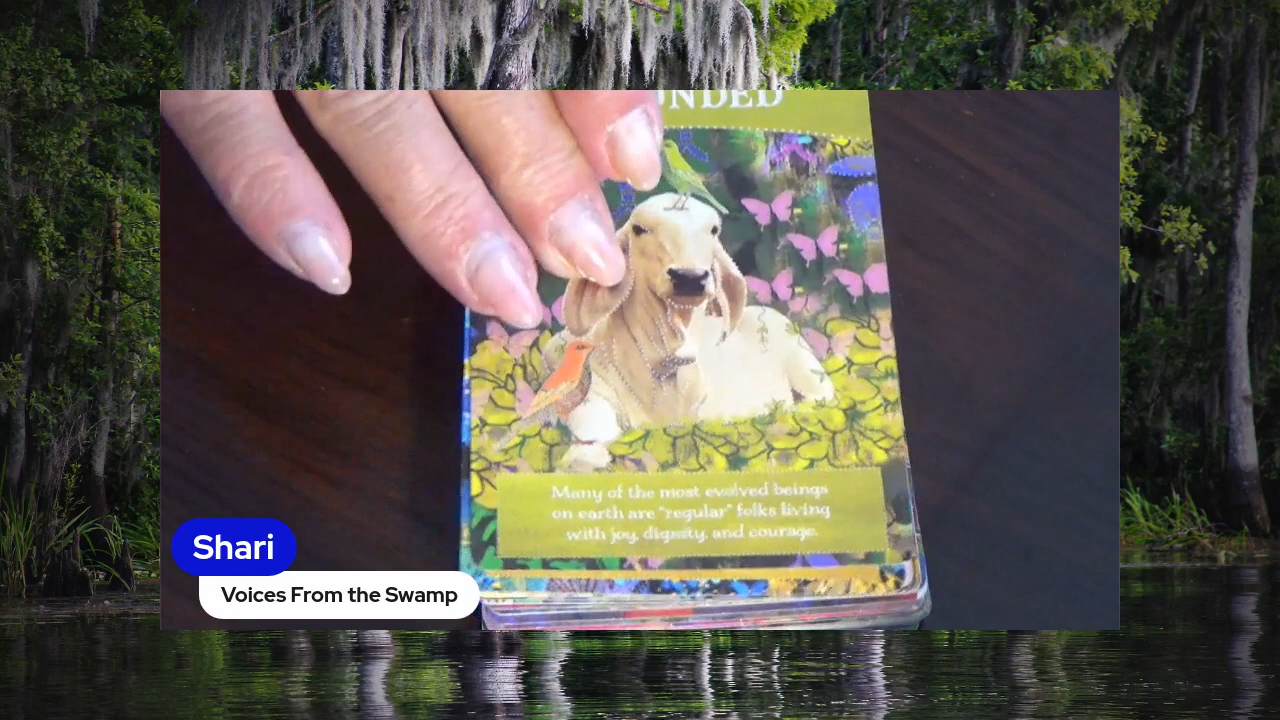 UNDED
Many of the most evolved beings
on earth are "regular" folks living
with joy, dignity, and courage.
Shari
Voices From the Swamp